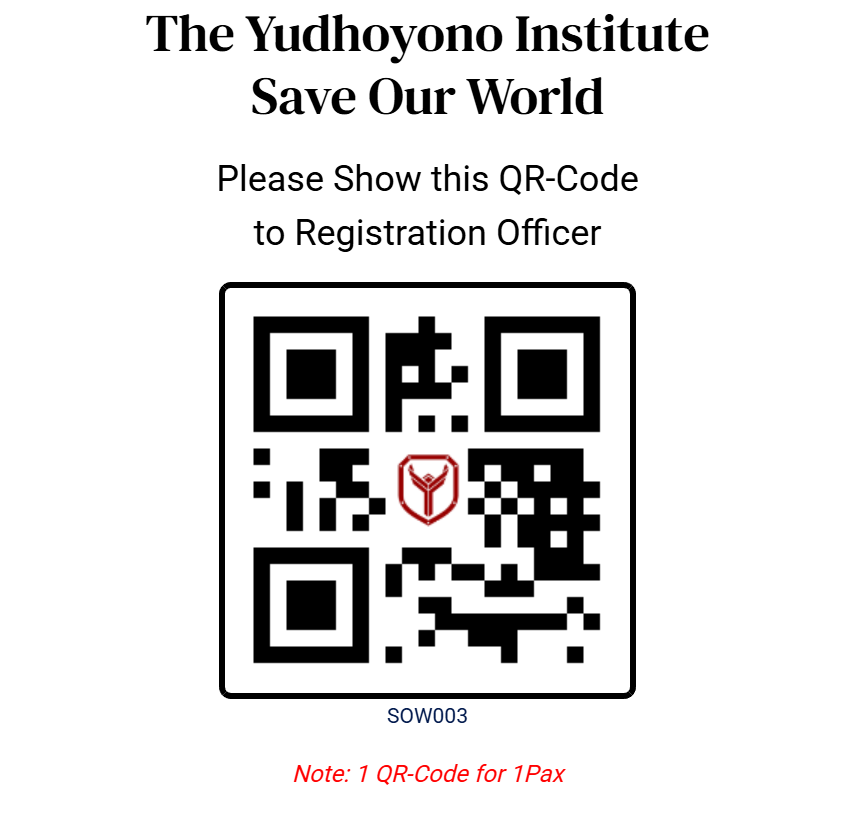 The Yudhoyono Institute
Save Our World
Please Show this QR-Code
to Registration Officer
SOW003
Note: 1 QR-Code for 1Pax